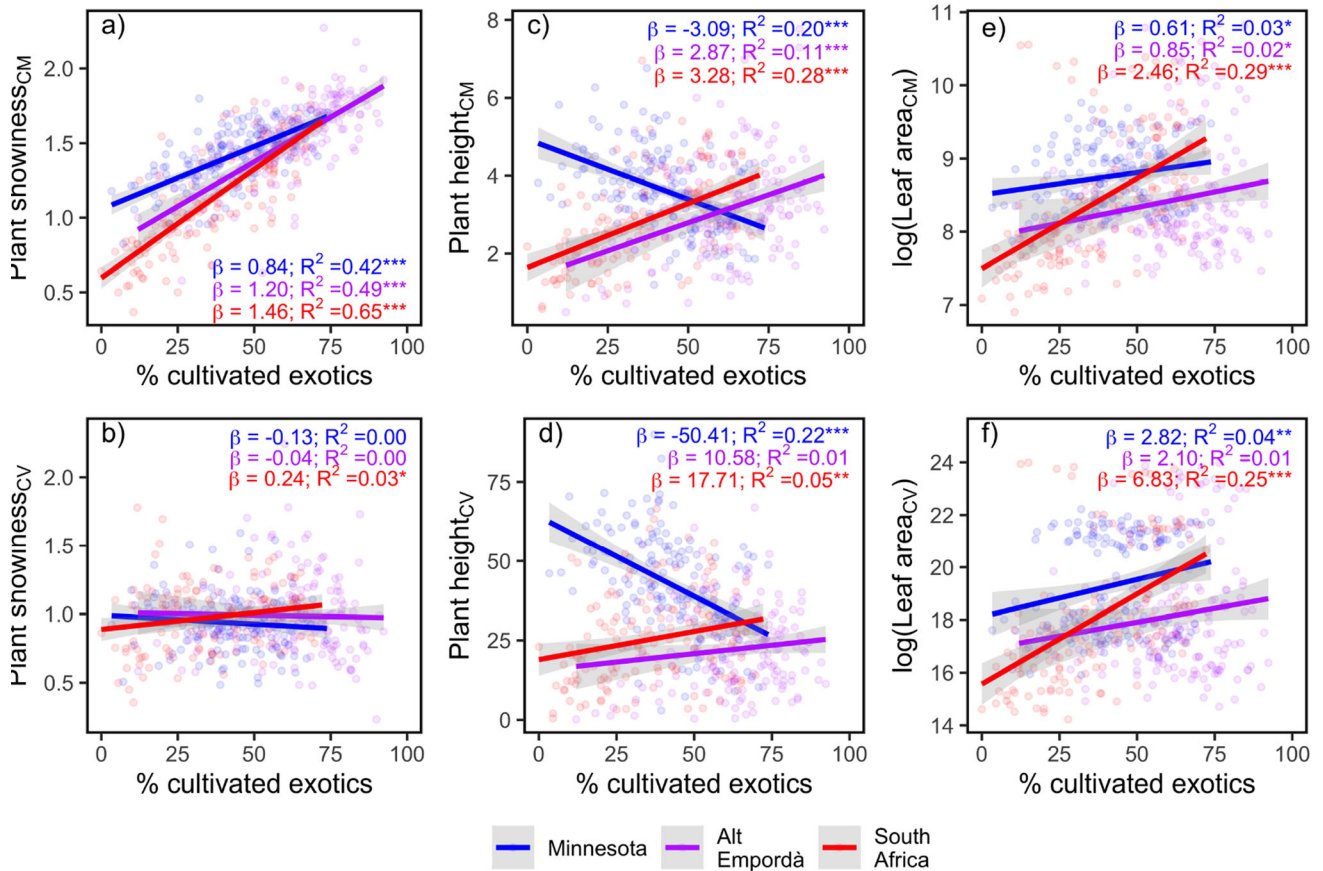 a)
Plant snowinessCM
2.0
1.5
1.0
0.5
β = 0.84; R² =0.42***
β = 1.20; R² =0.49***
β = 1.46; R² =0.65***
0 25 50 75 100
% cultivated exotics
c)
Plant heightCM
8
6
4
2
β = -3.09; R² =0.20***
β = 2.87; R² =0.11***
β = 3.28; R² =0.28***
0 25 50 75 100
% cultivated exotics
e)
log(Leaf areaCM)
11
10
9
8
7
β = 0.61; R² =0.03*
β = 0.85; R² =0.02*
β = 2.46; R² =0.29***
0 25 50 75 100
% cultivated exotics
b)
Plant snowinessCV
2.0
1.5
1.0
0.5
β = -0.13; R² =0.00
β = -0.04; R² =0.00
β = 0.24; R² =0.03*
0 25 50 75 100
% cultivated exotics
d)
Plant heightCV
75
50
25
0
β = -50.41; R² =0.22***
β = 10.58; R² =0.01
β = 17.71; R² =0.05**
0 25 50 75 100
% cultivated exotics
f)
log(Leaf areaCV)
24
22
20
18
16
14
β = 2.82; R² =0.04**
β = 2.10; R² =0.01
β = 6.83; R² =0.25***
0 25 50 75 100
% cultivated exotics
Minnesota
Alt
Empordà
South
Africa